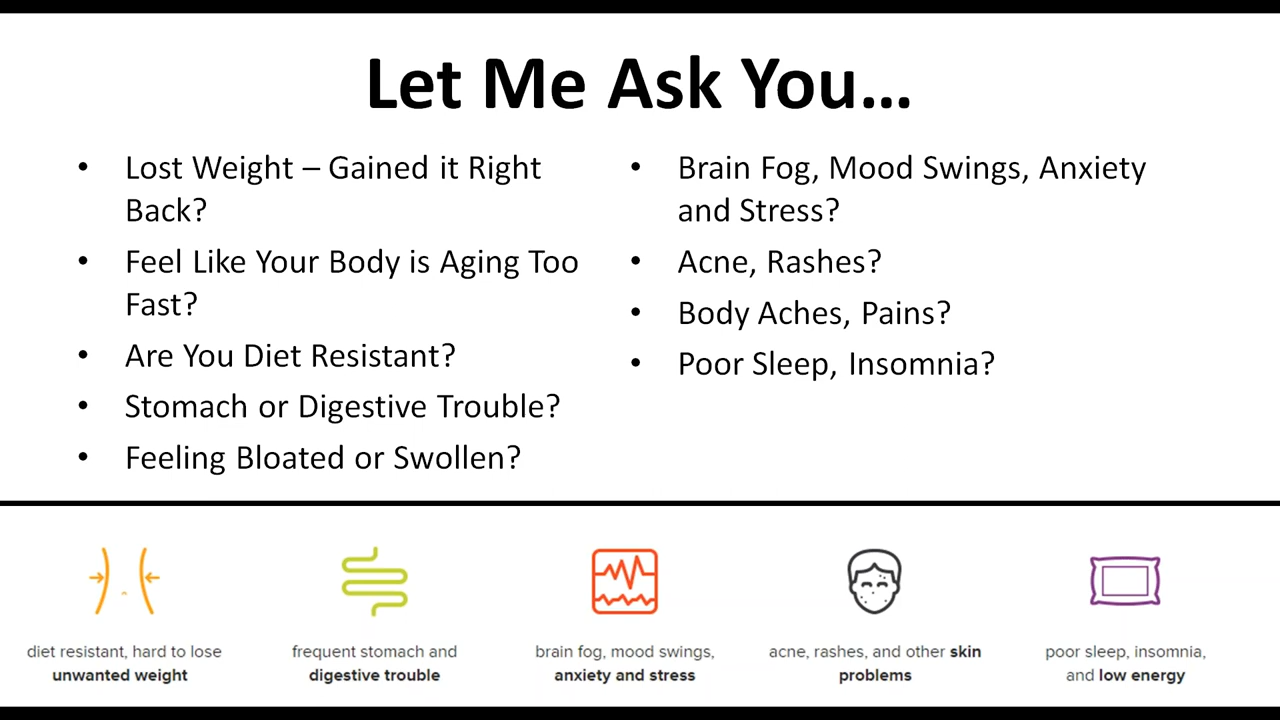 Let Me Ask You...
• Lost Weight – Gained it Right
Back?
• Feel Like Your Body is Aging Too
Fast?
• Are You Diet Resistant?
• Stomach or Digestive Trouble?
• Feeling Bloated or Swollen?
• Brain Fog, Mood Swings, Anxiety
and Stress?
• Acne, Rashes?
• Body Aches, Pains?
• Poor Sleep, Insomnia?
diet resistant, hard to lose
unwanted weight
frequent stomach and
digestive trouble
brain fog, mood swings,
anxiety and stress
acne, rashes, and other skin
problems
poor sleep, insomnia,
and low energy